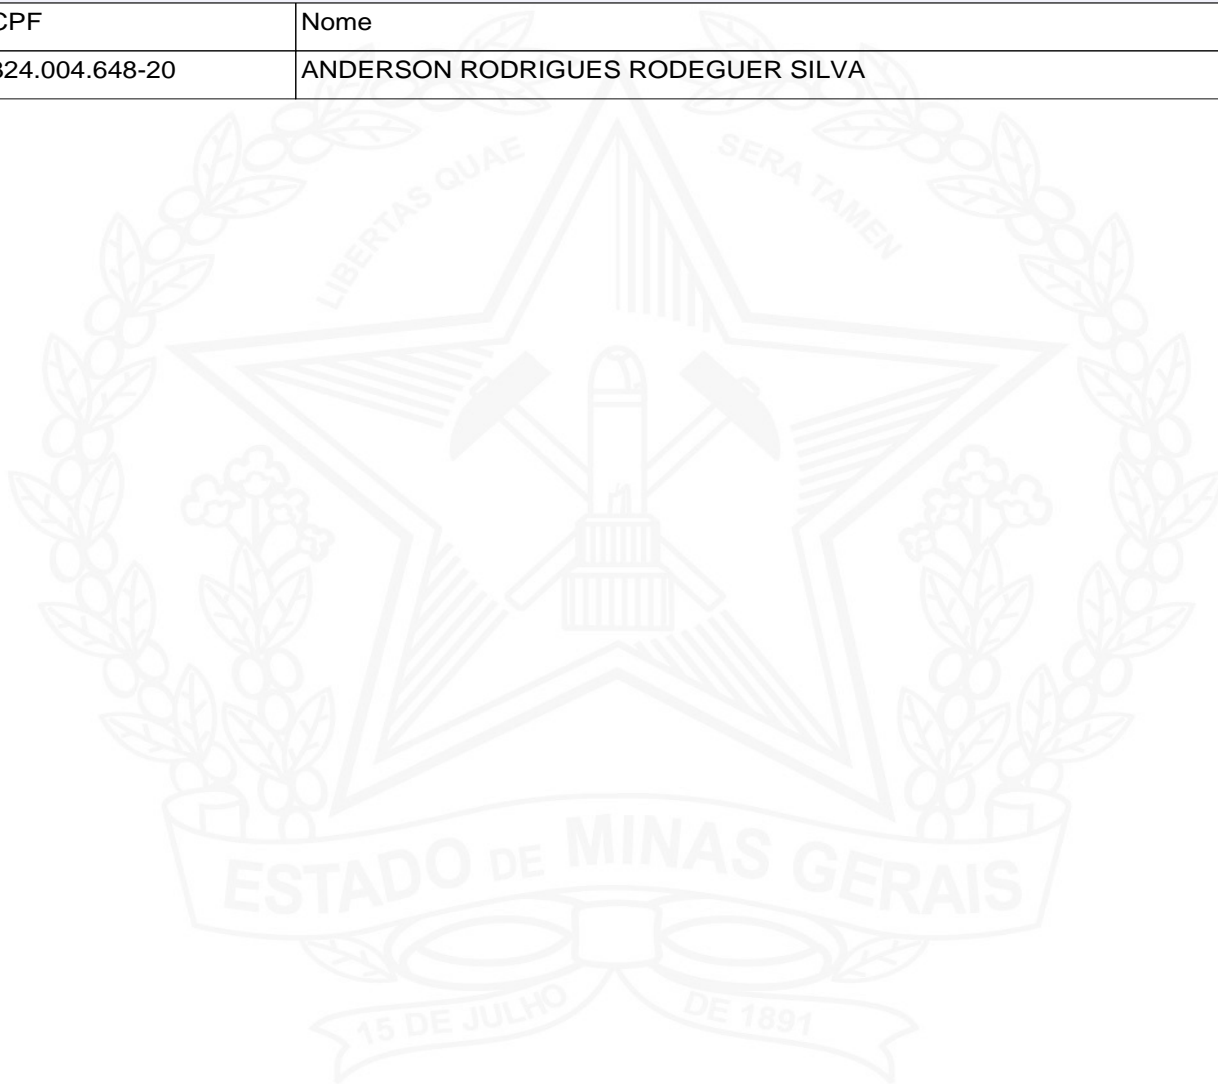 CPF Nome
824.004.648-20 ANDERSON RODRIGUES RODEGUER SILVA
LIBERTAS QUAE SERA TAMEN
ESTADO DE MINAS GERAIS
15 DE JULHO DE 1891